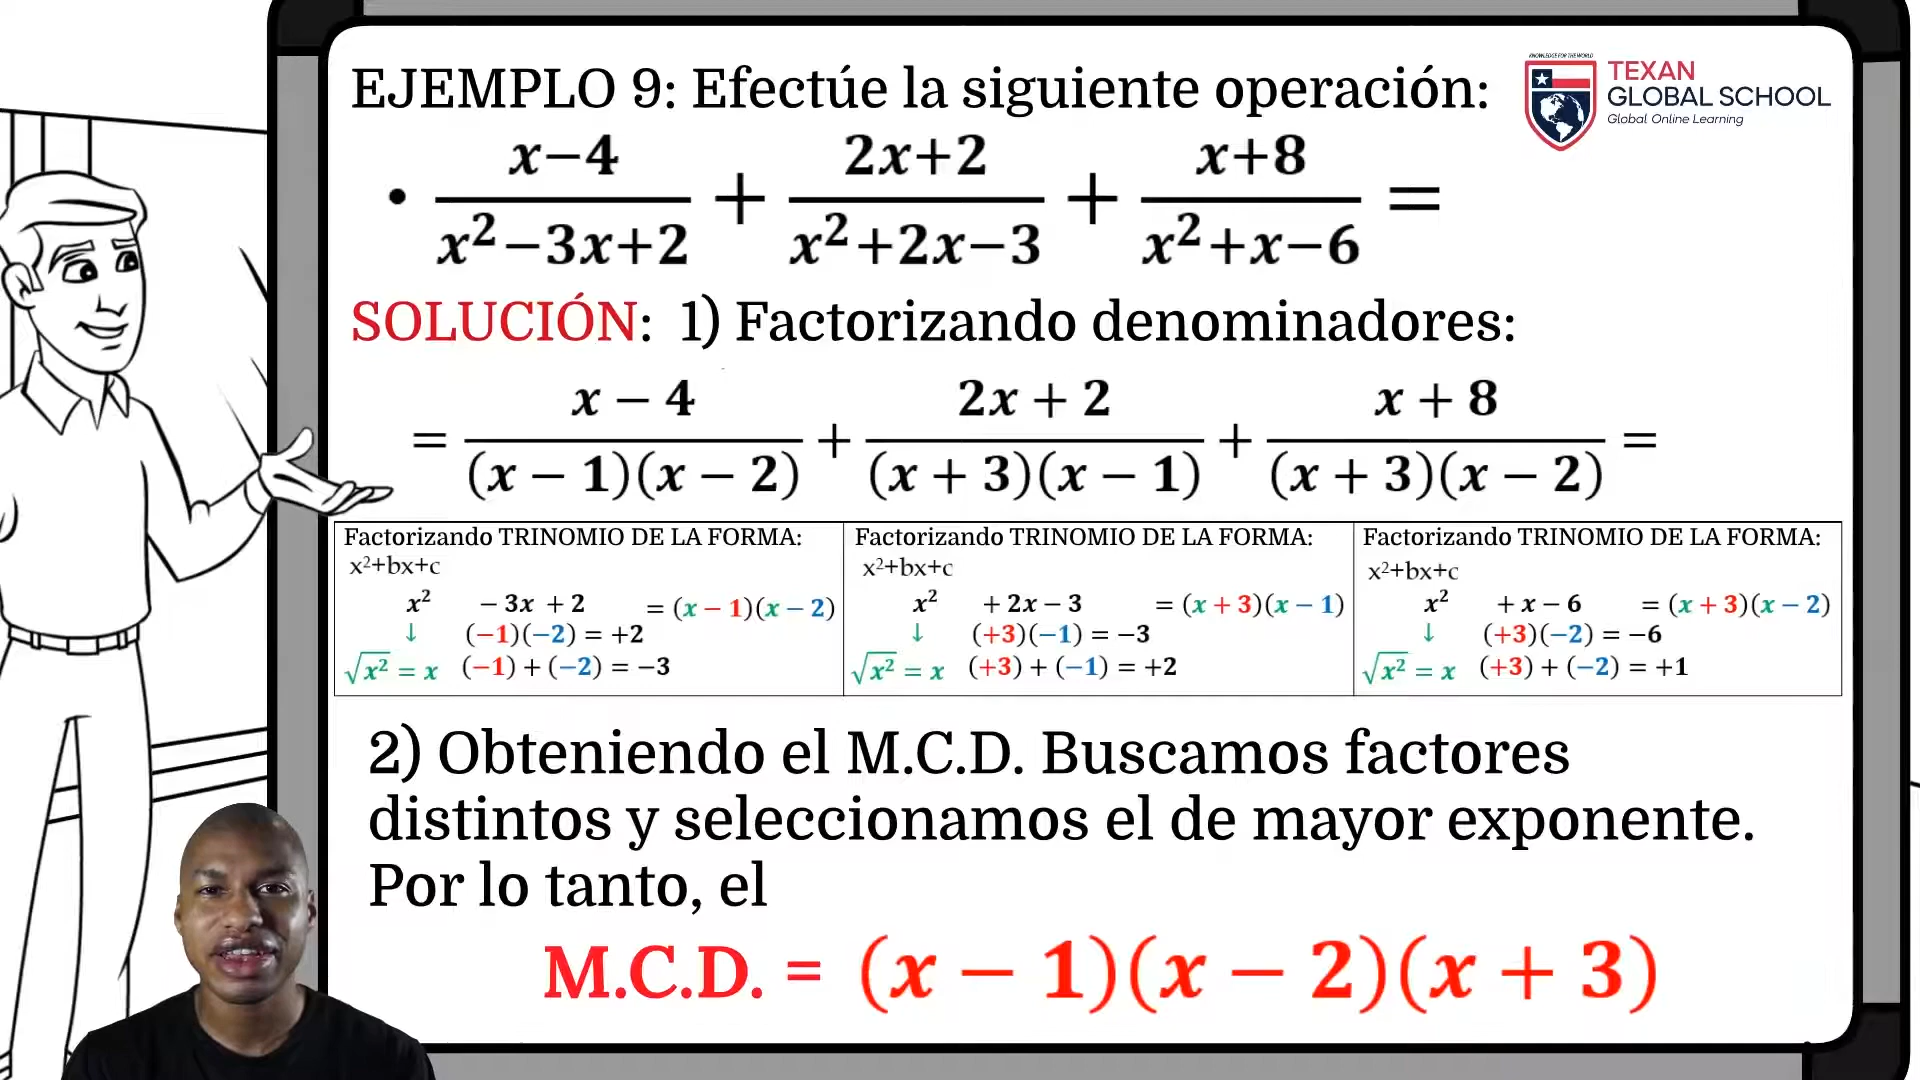 EJEMPLO 9: Efectúe la siguiente operación:
KNOWLEDGE FOR THE WORLD
TEXAN
GLOBAL SCHOOL
Global Online Learning
• (x−4)/(x²−3x+2) + (2x+2)/(x²+2x−3) + (x+8)/(x²+x−6) =
SOLUCIÓN: 1) Factorizando denominadores:
= (x − 4)/((x − 1)(x − 2)) + (2x + 2)/((x + 3)(x − 1)) + (x + 8)/((x + 3)(x − 2)) =
Factorizando TRINOMIO DE LA FORMA:
x²+bx+c
x² − 3x + 2 = (x − 1)(x − 2)
↓ (−1)(−2) = +2
√x² = x (−1) + (−2) = −3
Factorizando TRINOMIO DE LA FORMA:
x²+bx+c
x² + 2x − 3 = (x + 3)(x − 1)
↓ (+3)(−1) = −3
√x² = x (+3) + (−1) = +2
Factorizando TRINOMIO DE LA FORMA:
x²+bx+c
x² + x − 6 = (x + 3)(x − 2)
↓ (+3)(−2) = −6
√x² = x (+3) + (−2) = +1
2) Obteniendo el M.C.D. Buscamos factores
distintos y seleccionamos el de mayor exponente.
Por lo tanto, el
M.C.D. = (x − 1)(x − 2)(x + 3)